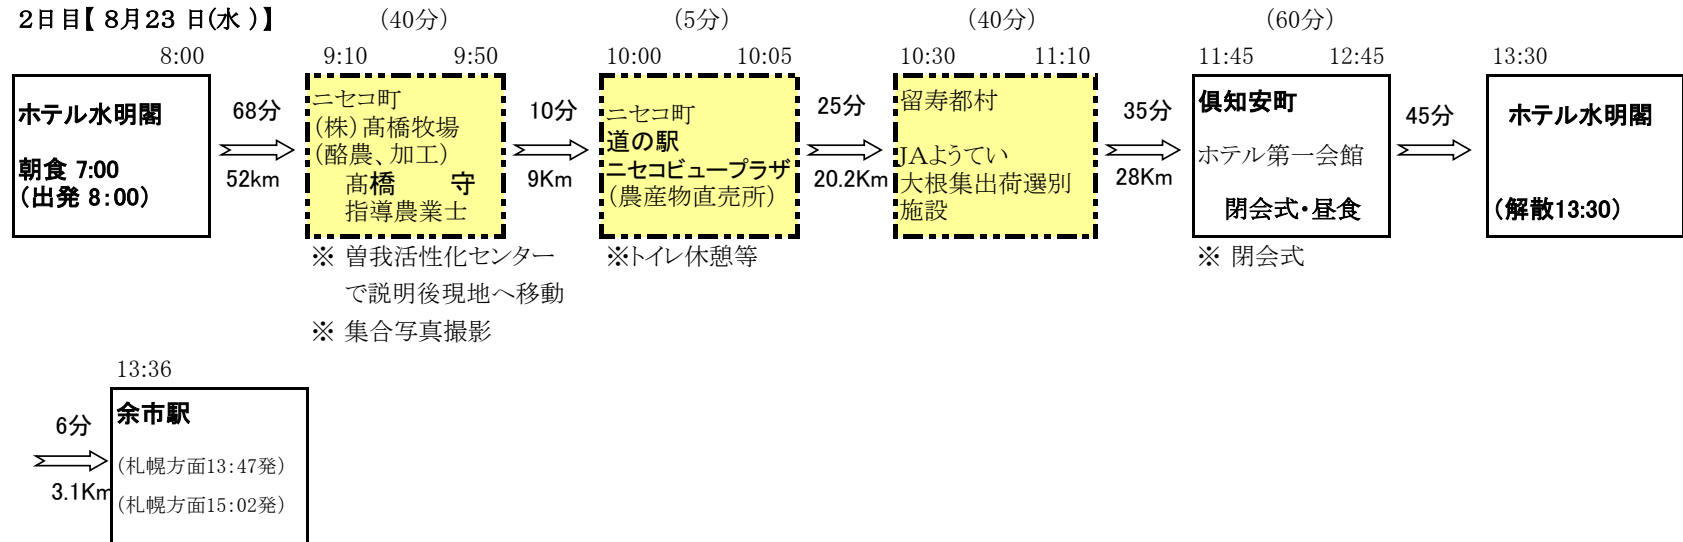 2日目【 8月23 日(水 )】
(40分)
(5分)
(40分)
(60分)
8:00
9:10
9:50
10:00
10:05
10:30
11:10
11:45
12:45
13:30
ホテル水明閣
朝食 7:00
(出発 8:00)
68分
52km
ニセコ町
(株)髙橋牧場
(酪農、加工)
髙橋 守
指導農業士
※ 曽我活性化センター
で説明後現地へ移動
※ 集合写真撮影
10分
9Km
ニセコ町
道の駅
ニセコビュープラザ
(農産物直売所)
※トイレ休憩等
25分
20.2Km
留寿都村
JAようてい
大根集出荷選別
施設
35分
28Km
倶知安町
ホテル第一会館
閉会式・昼食
※ 閉会式
45分
ホテル水明閣
(解散13:30)
6分
3.1Km
13:36
余市駅
(札幌方面13:47発)
(札幌方面15:02発)